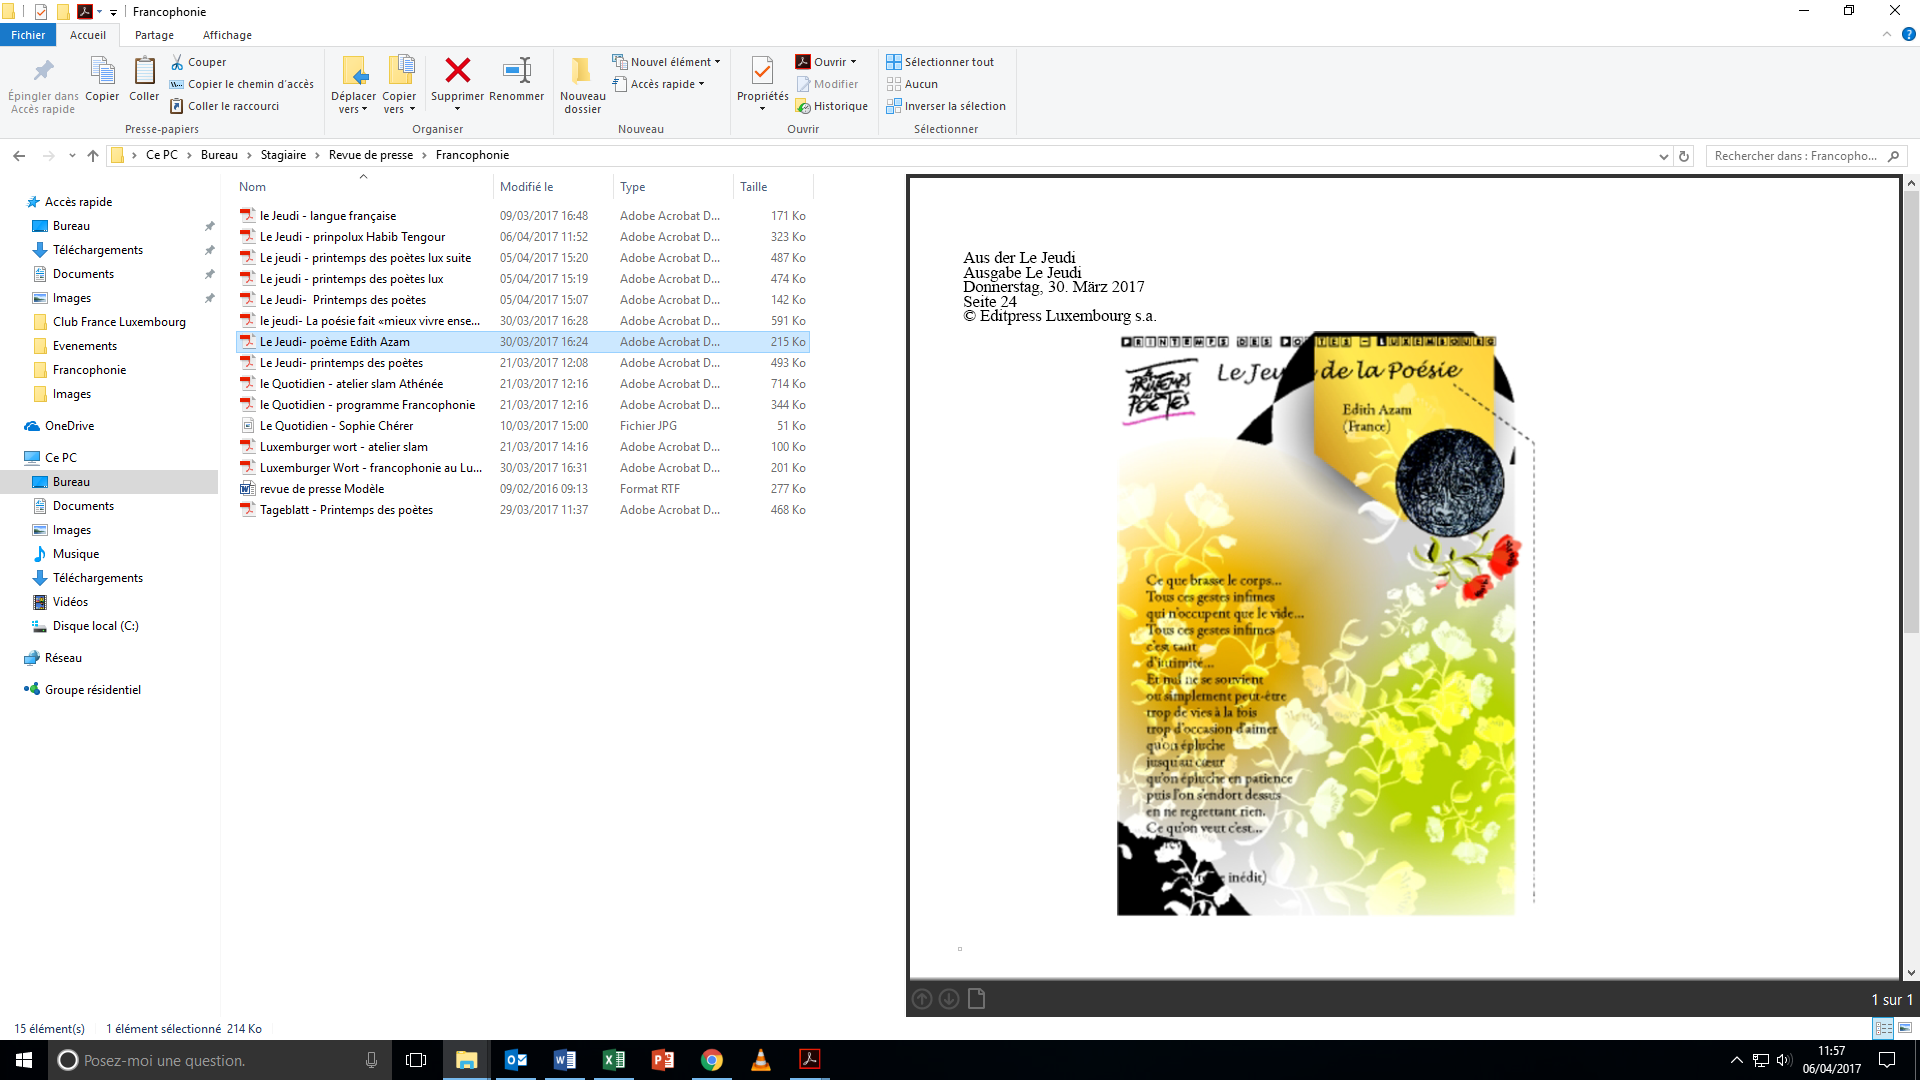 Francophonie
Fichier
Accueil
Partage
Affichage
Épingler dans
Accès rapide
Copier
Coller
Couper
Copier le chemin d'accès
Coller le raccourci
Presse-papiers
Déplacer
vers
Copier
vers
Supprimer
Renommer
Organiser
Nouveau
dossier
Nouvel élément
Accès rapide
Nouveau
Propriétés
Ouvrir
Modifier
Historique
Ouvrir
Sélectionner tout
Aucun
Inverser la sélection
Sélectionner
Ce PC
Bureau
Stagiaire
Revue de presse
Francophonie
Rechercher dans : Francopho...
Accès rapide
Bureau
Téléchargements
Documents
Images
Club France Luxembourg
Evenements
Francophonie
Images
OneDrive
Ce PC
Bureau
Documents
Images
Musique
Téléchargements
Vidéos
Disque local (C:)
Réseau
Groupe résidentiel
Nom Modifié le Type Taille
le Jeudi - langue française 09/03/2017 16:48 Adobe Acrobat D... 171 Ko
Le Jeudi - prinpolux Habib Tengour 06/04/2017 11:52 Adobe Acrobat D... 323 Ko
Le jeudi - printemps des poètes lux suite 05/04/2017 15:20 Adobe Acrobat D... 487 Ko
Le jeudi - printemps des poètes lux 05/04/2017 15:19 Adobe Acrobat D... 474 Ko
Le Jeudi-  Printemps des poètes 05/04/2017 15:07 Adobe Acrobat D... 142 Ko
le jeudi- La poésie fait «mieux vivre ense... 30/03/2017 16:28 Adobe Acrobat D... 591 Ko
Le Jeudi- poème Edith Azam 30/03/2017 16:24 Adobe Acrobat D... 215 Ko
Le Jeudi- printemps des poètes 21/03/2017 12:08 Adobe Acrobat D... 493 Ko
le Quotidien - atelier slam Athénée 21/03/2017 12:16 Adobe Acrobat D... 714 Ko
le Quotidien - programme Francophonie 21/03/2017 12:16 Adobe Acrobat D... 344 Ko
Le Quotidien - Sophie Chérer 10/03/2017 15:00 Fichier JPG 51 Ko
Luxemburger wort - atelier slam 21/03/2017 14:16 Adobe Acrobat D... 100 Ko
Luxemburger Wort - francophonie au Lu... 30/03/2017 16:31 Adobe Acrobat D... 201 Ko
revue de presse Modèle 09/02/2016 09:13 Format RTF 277 Ko
Tageblatt - Printemps des poètes 29/03/2017 11:37 Adobe Acrobat D... 468 Ko
Aus der Le Jeudi
Ausgabe Le Jeudi
Donnerstag, 30. März 2017
Seite 24
© Editpress Luxembourg s.a.
PRINTEMPS DES PO TES - LUXEMBOURG
Le Jeu de la Poésie
PRINTEMPS
POETES
Edith Azam
(France)
Ce que brasse le corps...
Tous ces gestes infimes
qui n'occupent que le vide...
Tous ces gestes infimes
c'est tant
d'intimité...
Et nul ne se souvient
ou simplement peut-être
trop de vies à la fois
trop d'occasion d'aimer
qu'on épluche
jusqu'au cœur
qu'on épluche en patience
puis l'on s'endort dessus
en ne regrettant rien.
Ce qu'on veut c'est...
inédit)
1 sur 1
15 élément(s)
1 élément sélectionné 214 Ko
Posez-moi une question.
11:57
06/04/2017